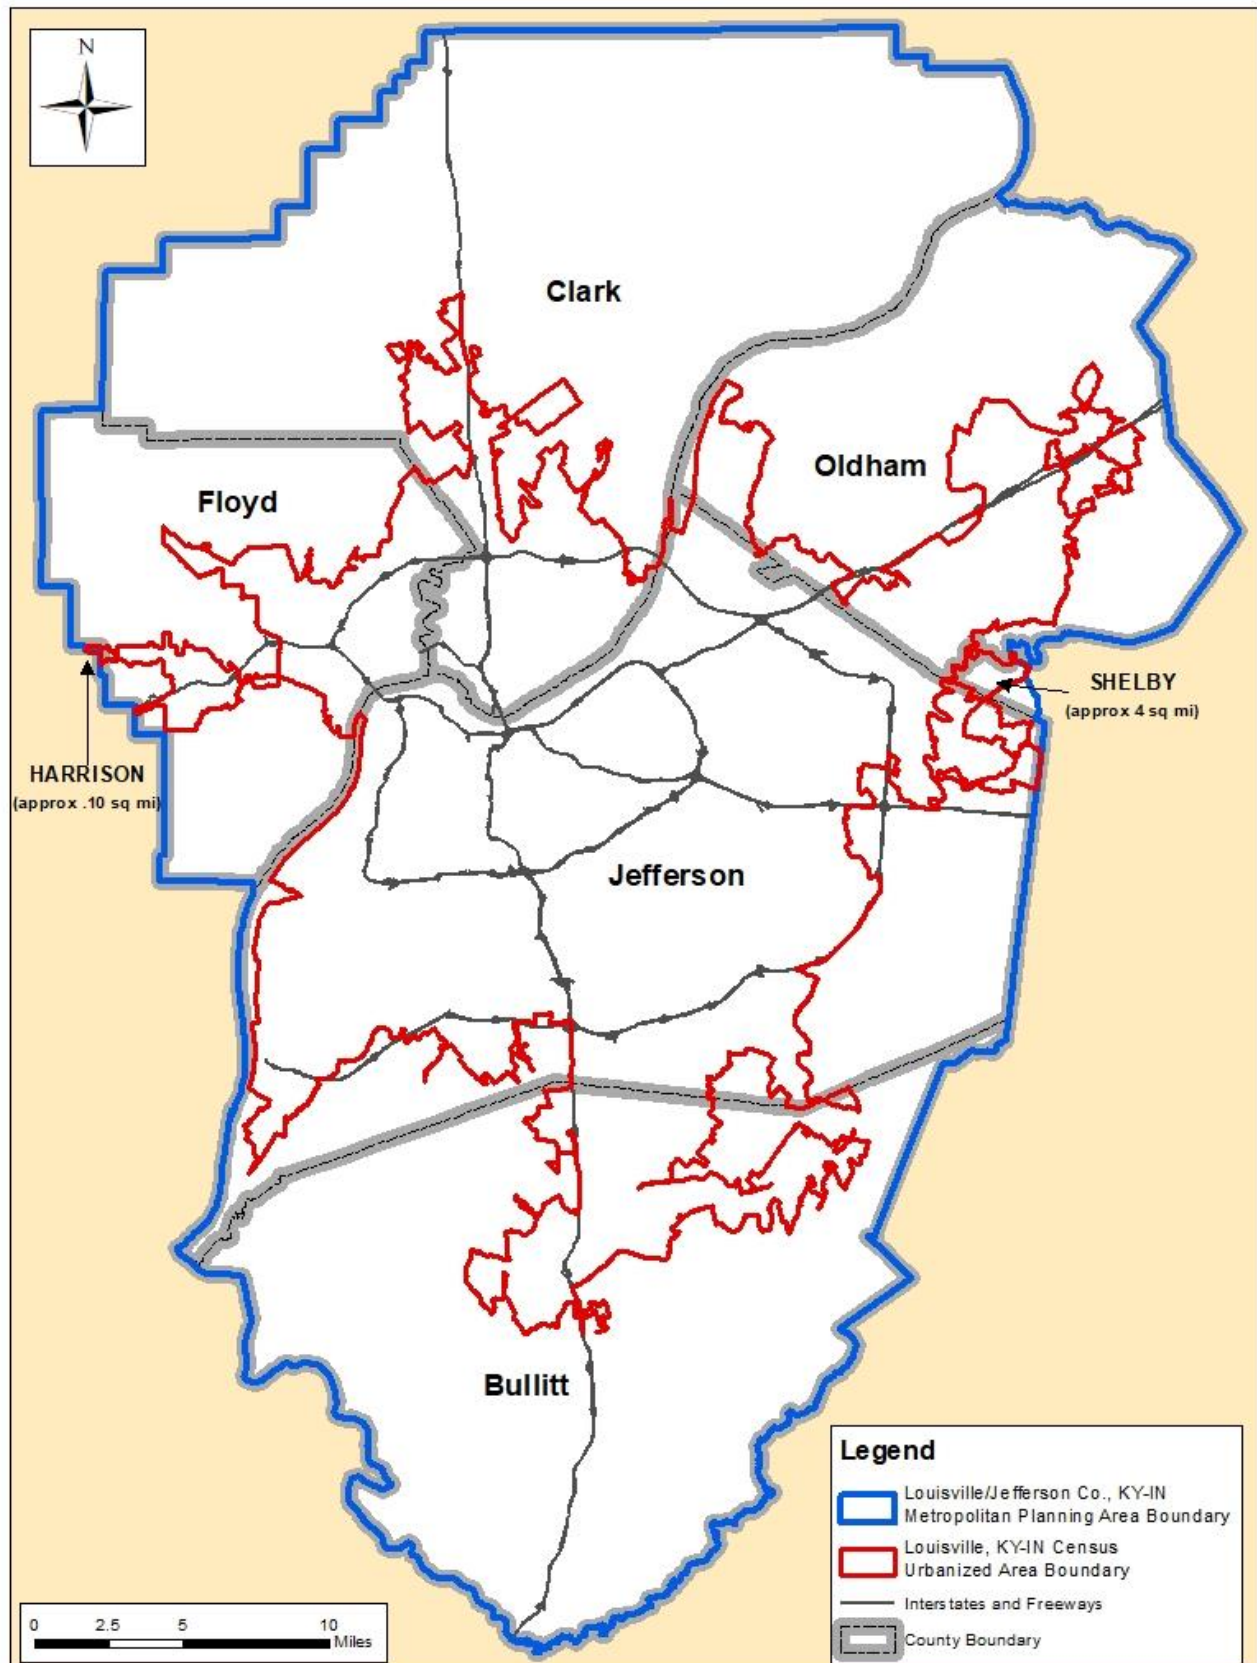 N
Clark
Oldham
Floyd
SHELBY
(approx 4 sq mi)
HARRISON
(approx .10 sq mi)
Jefferson
Bullitt
Legend
Louisville/Jefferson Co., KY-IN
Metropolitan Planning Area Boundary
Louisville, KY-IN Census
Urbanized Area Boundary
Interstates and Freeways
County Boundary
0 2.5 5 10
Miles